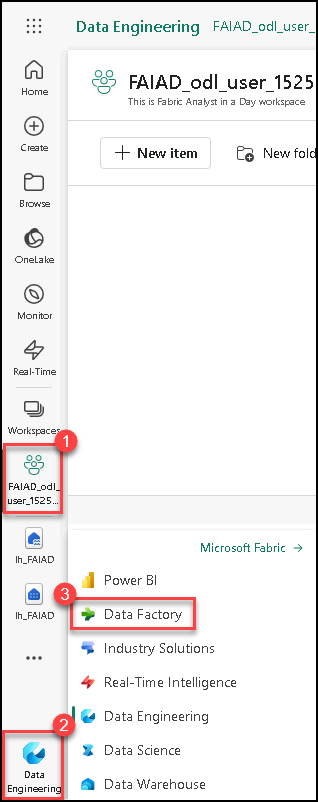 Data Engineering FAIAD_odl_user_
Home
FAIAD_odl_user_1525
This is Fabric Analyst in a Day workspace
Create
New item
New fold
Browse
OneLake
Monitor
Real-Time
Workspaces
1
FAIAD_odl_
user_1525...
lh_FAIAD
Microsoft Fabric →
Power BI
3
lh_FAIAD
Data Factory
Industry Solutions
...
Real-Time Intelligence
2
Data Engineering
Data
Engineering
Data Science
Data Warehouse